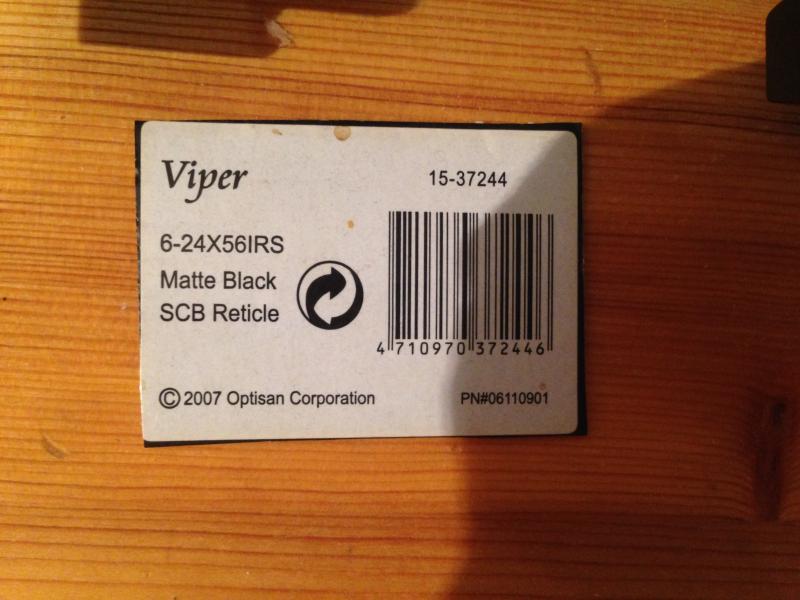 Viper
15-37244
6-24X56IRS
Matte Black
SCB Reticle
4 710970 372446
© 2007 Optisan Corporation
PN#06110901